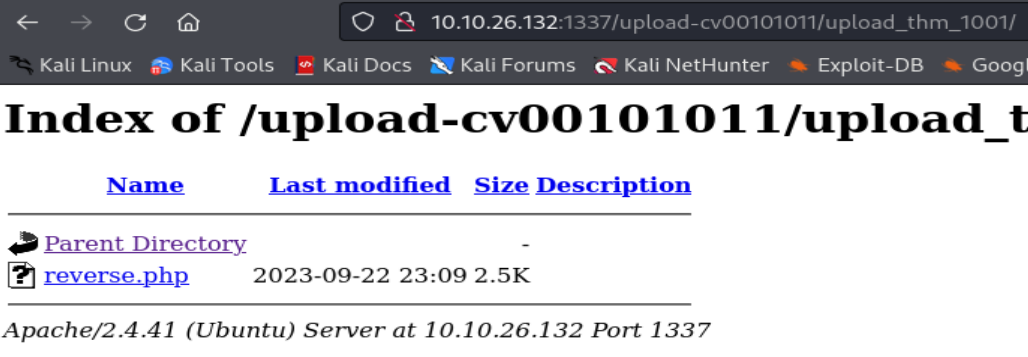 10.10.26.132:1337/upload-cv00101011/upload_thm_1001/
Kali Linux Kali Tools Kali Docs Kali Forums Kali NetHunter Exploit-DB Googl
Index of /upload-cv00101011/upload_t
Name Last modified Size Description
Parent Directory -
reverse.php 2023-09-22 23:09 2.5K
Apache/2.4.41 (Ubuntu) Server at 10.10.26.132 Port 1337